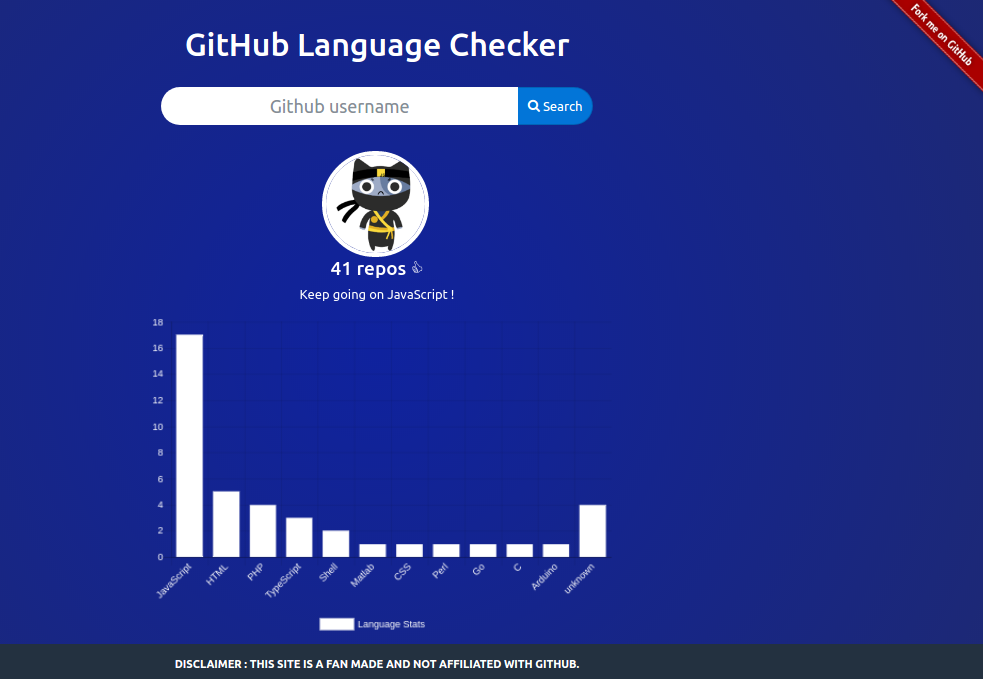 Fork me on GitHub
GitHub Language Checker
Github username
Search
41 repos 👍
Keep going on JavaScript !
18
16
14
12
10
8
6
4
2
0
JavaScript
HTML
PHP
TypeScript
Shell
Matlab
CSS
Perl
Go
C
Arduino
unknown
Language Stats
DISCLAIMER : THIS SITE IS A FAN MADE AND NOT AFFILIATED WITH GITHUB.